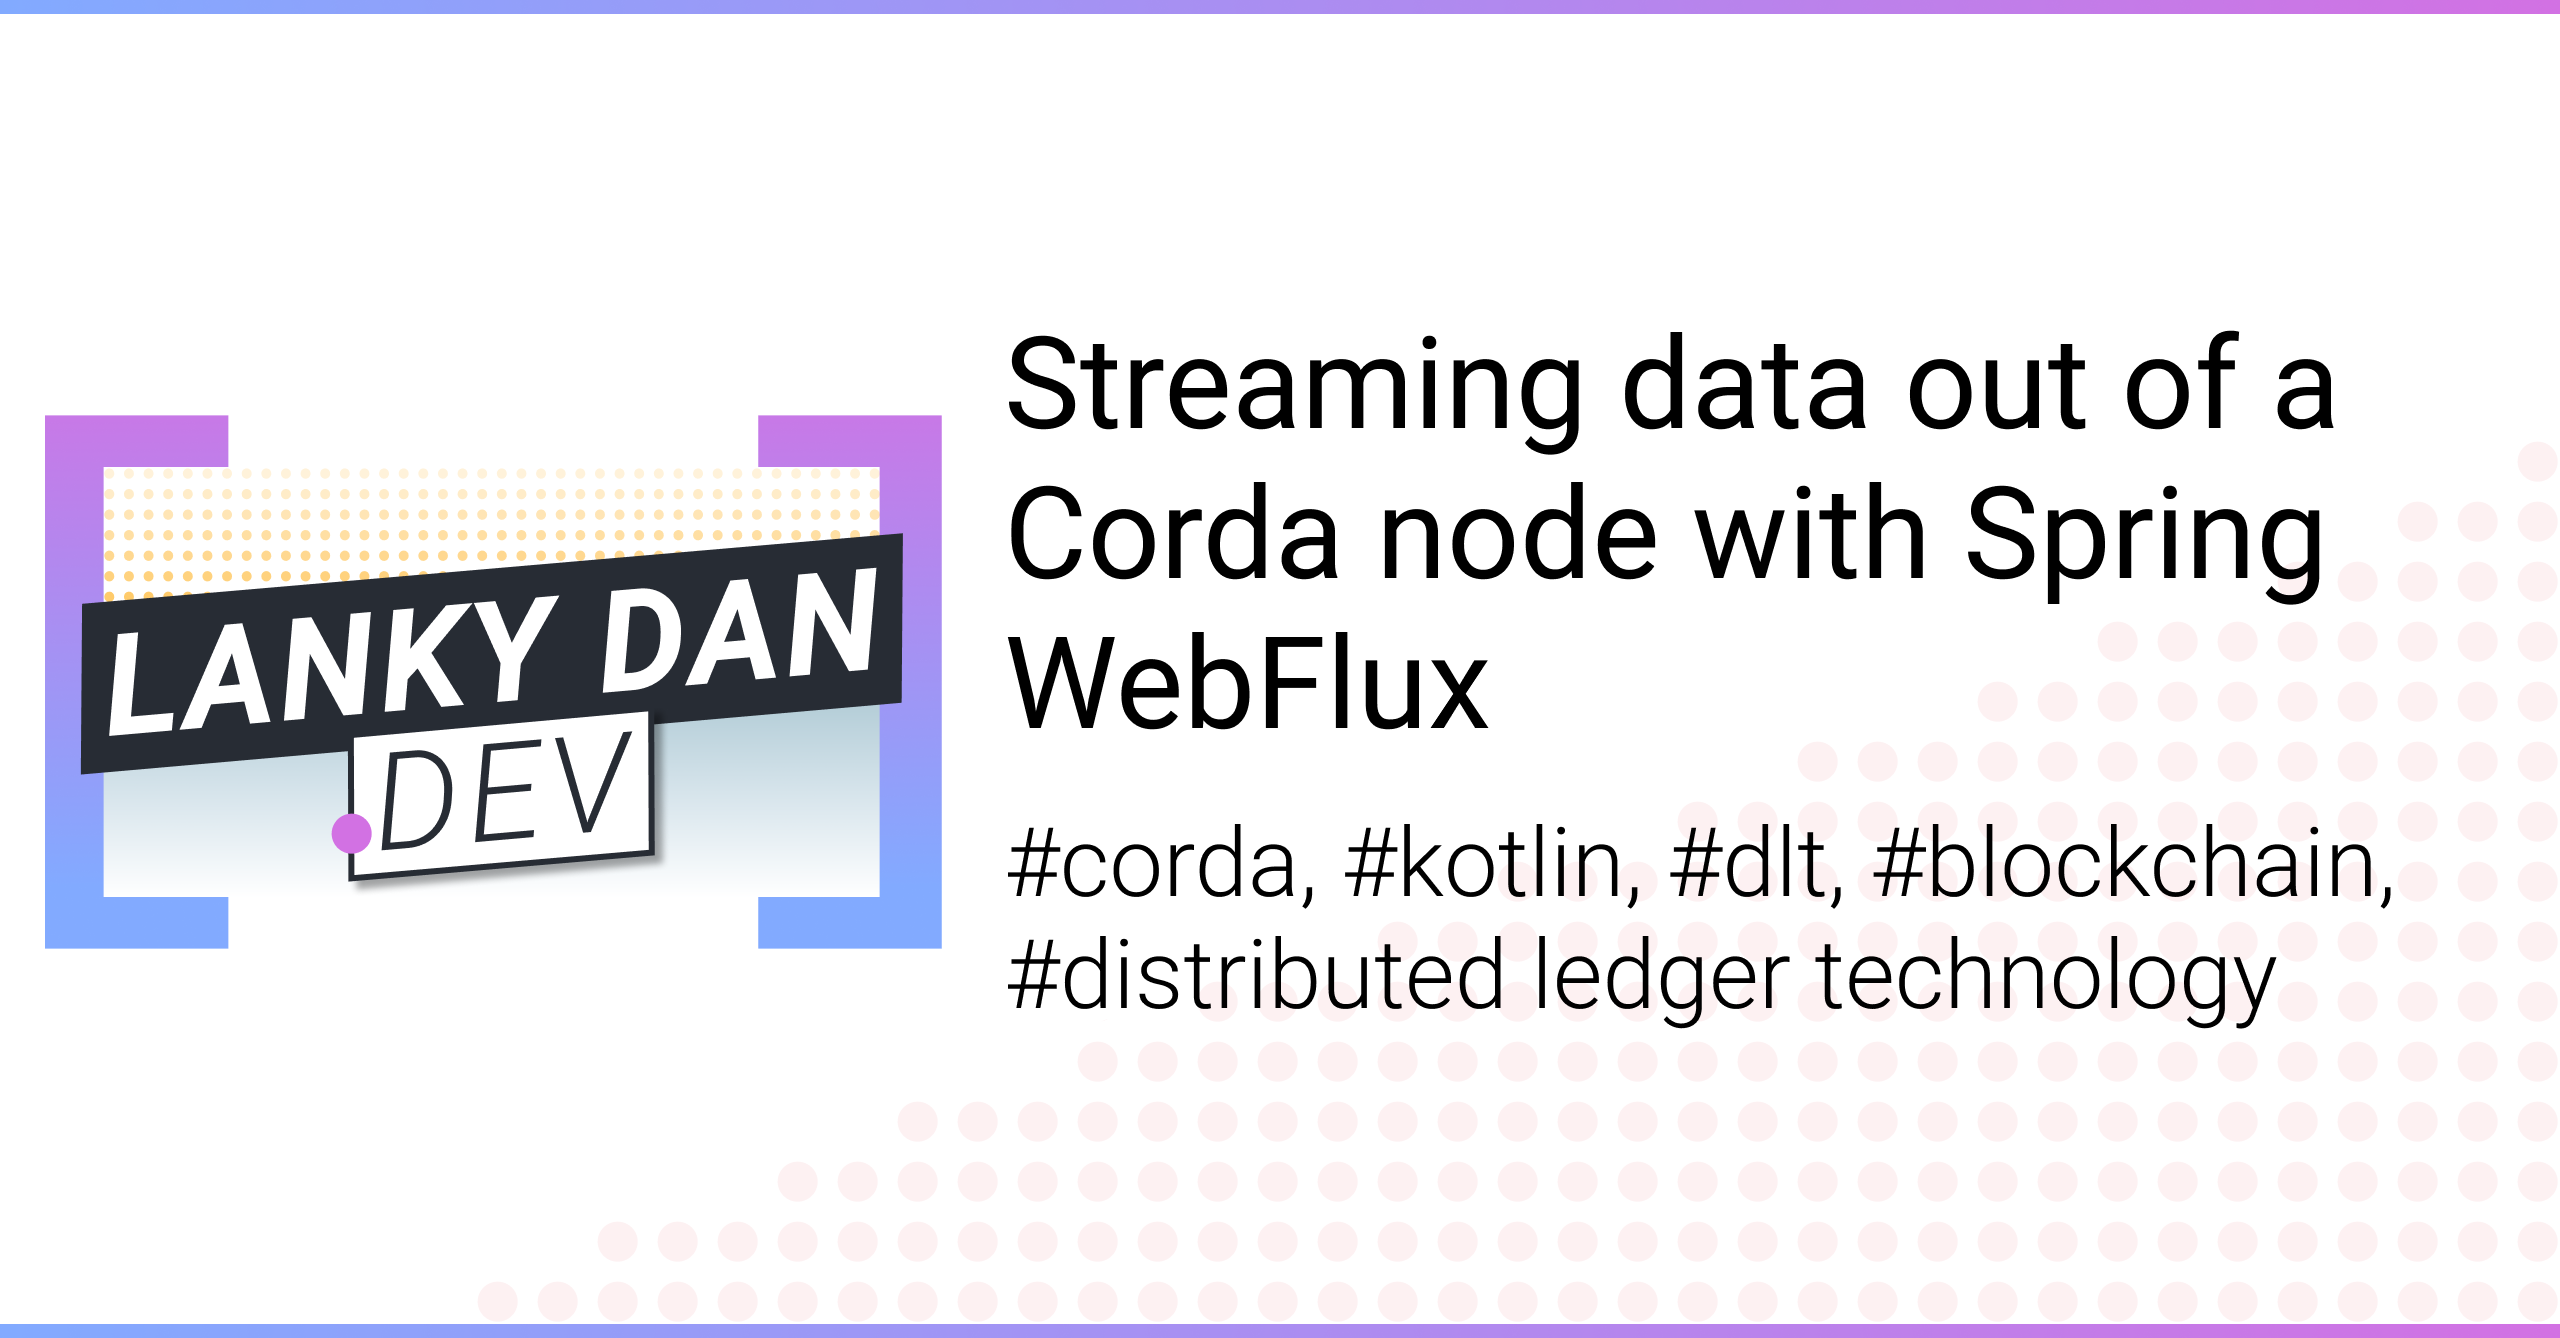 LANKY DAN
DEV
Streaming data out of a
Corda node with Spring
WebFlux
#corda, #kotlin, #dlt, #blockchain,
#distributed ledger technology